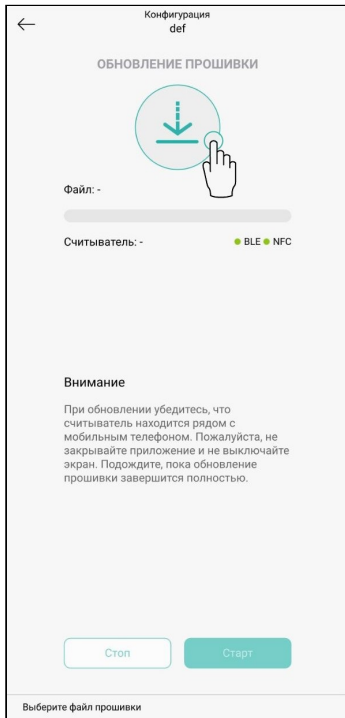 Конфигурация
def
ОБНОВЛЕНИЕ ПРОШИВКИ
Файл: -
Считыватель: - BLE NFC
Внимание
При обновлении убедитесь, что
считыватель находится рядом с
мобильным телефоном. Пожалуйста, не
закрывайте приложение и не выключайте
экран. Подождите, пока обновление
прошивки завершится полностью.
Стоп Старт
Выберите файл прошивки